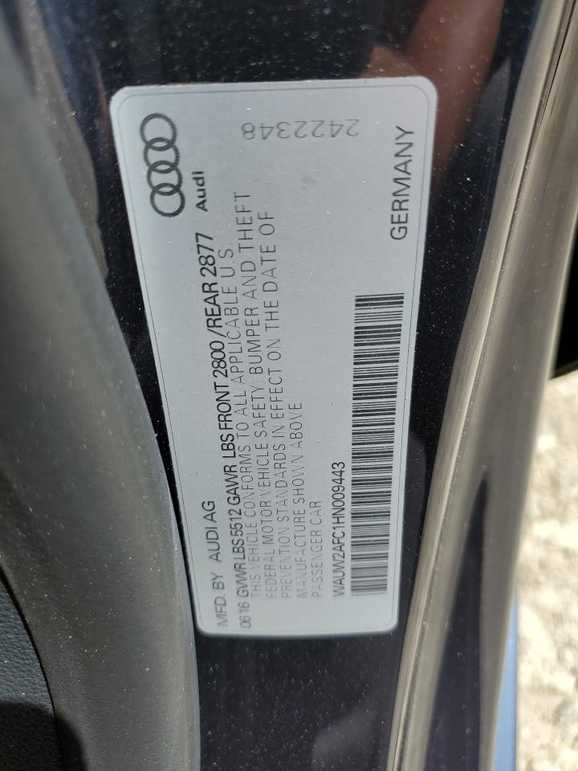 MFD. BY AUDI AG
Audi
0616 GVWR LBS 5512 GAWR LBS FRONT 2800/REAR 2877
THIS VEHICLE CONFORMS TO ALL APPLICABLE U S
FEDERAL MOTOR VEHICLE SAFETY BUMPER AND THEFT
PREVENTION STANDARDS IN EFFECT ON THE DATE OF
MANUFACTURE SHOWN ABOVE
PASSENGER CAR
2422348
WAUW2AFC1HN009443
GERMANY